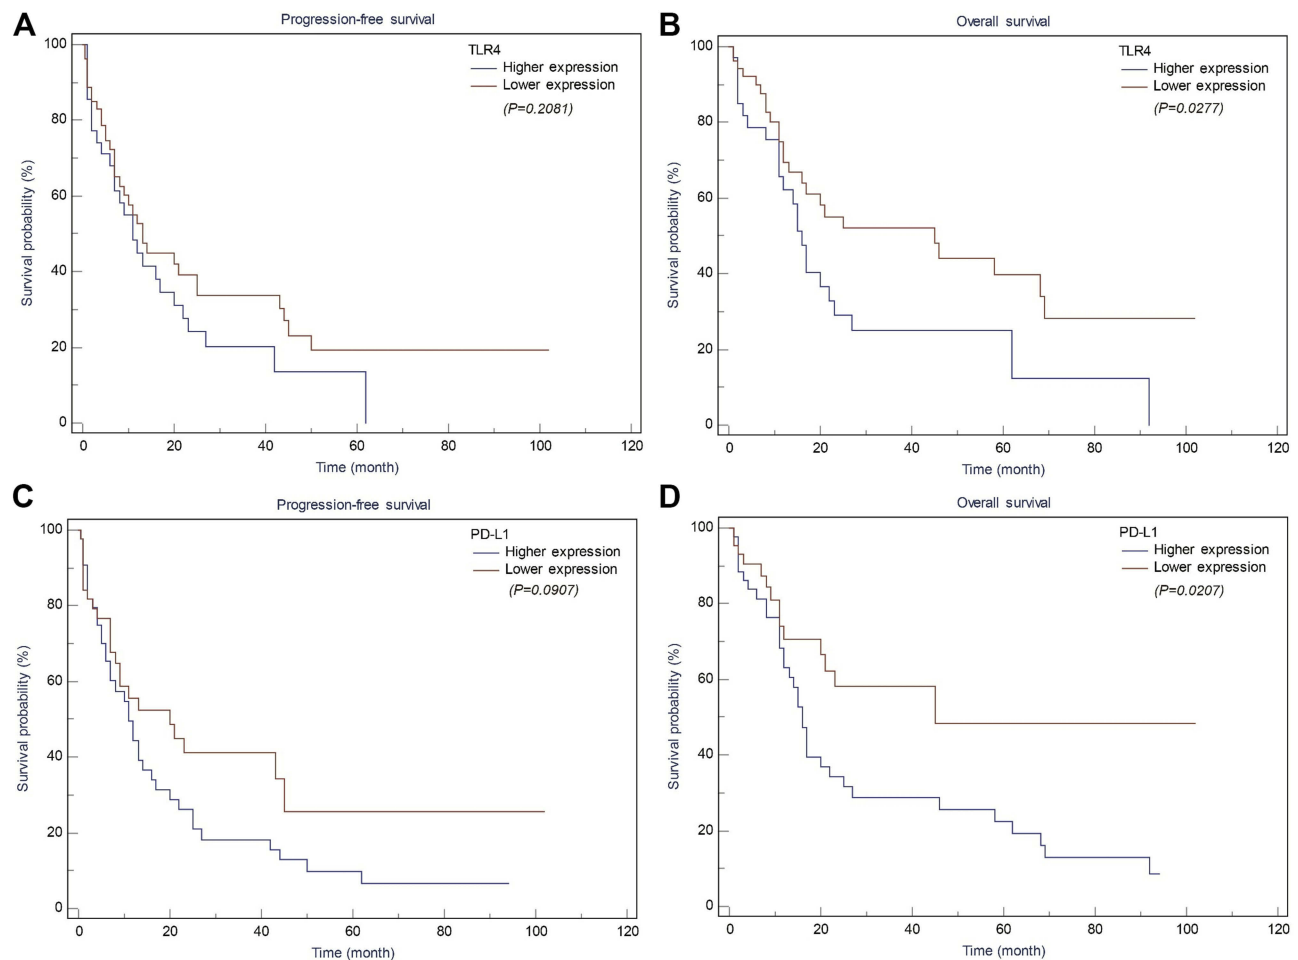 A
Progression-free survival
TLR4
Higher expression
Lower expression
(P=0.2081)
Survival probability (%)
100
80
60
40
20
0
0 20 40 60 80 100 120
Time (month)
B
Overall survival
TLR4
Higher expression
Lower expression
(P=0.0277)
Survival probability (%)
100
80
60
40
20
0
0 20 40 60 80 100 120
Time (month)
C
Progression-free survival
PD-L1
Higher expression
Lower expression
(P=0.0907)
Survival probability (%)
100
80
60
40
20
0
0 20 40 60 80 100 120
Time (month)
D
Overall survival
PD-L1
Higher expression
Lower expression
(P=0.0207)
Survival probability (%)
100
80
60
40
20
0
0 20 40 60 80 100 120
Time (month)